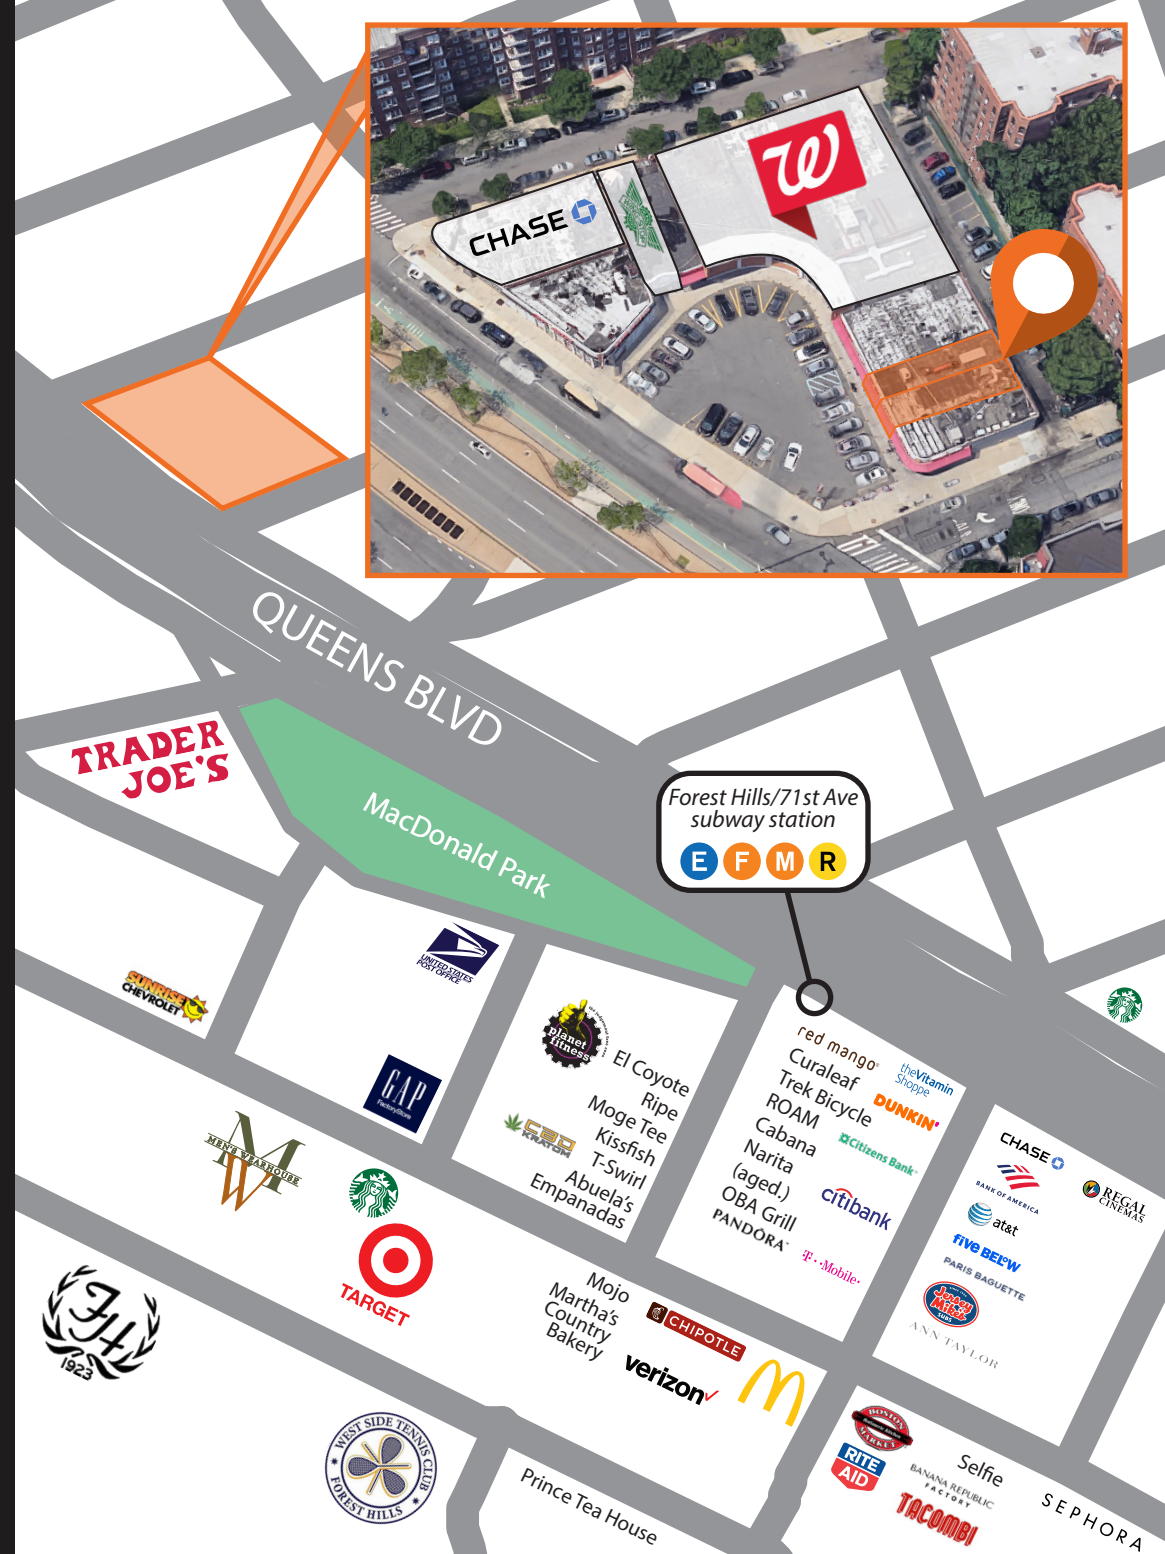 CHASE
W
QUEENS BLVD
TRADER
JOE'S
MacDonald Park
Forest Hills/71st Ave
subway station
E F M R
UNITED STATES
POST OFFICE
SUNRISE
CHEVROLET
GAP
FactoryStore
planet
fitness
El Coyote
Ripe
Moge Tee
Kissfish
T-Swirl
Abuela's
Empanadas
CBD
KRATOM
red mango
Curaleaf
Trek Bicycle
ROAM
Cabana
Narita
(aged.)
OBA Grill
PANDORA
theVitamin
Shoppe
DUNKIN'
Citizens Bank
citibank
T-Mobile
CHASE
BANK OF AMERICA
REGAL
CINEMAS
at&t
five BELOW
PARIS BAGUETTE
Jersey
Mike's
SUBS
ANN TAYLOR
M
MEN'S WEARHOUSE
W
TARGET
FH
1923
WEST SIDE TENNIS CLUB
FOREST HILLS
Mojo
Martha's
Country
Bakery
CHIPOTLE
verizon
M
Prince Tea House
BOSTON
MARKET
RITE
AID
Selfie
BANANA REPUBLIC
FACTORY
TACOMBI
SEPHORA